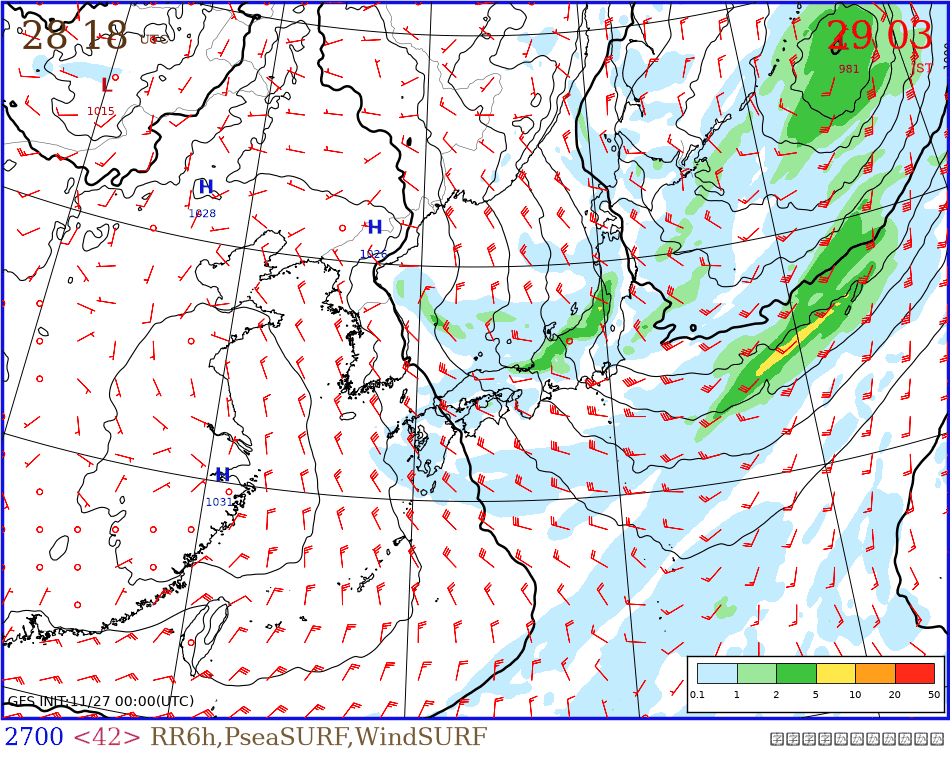 28 18 UTC
29 03
JST
L
1015
981
H
1028
H
1026
H
1031
GFS INIT:11/27 00:00(UTC)
0.1 1 2 5 10 20 50
2700 <42> RR6h,PseaSURF,WindSURF